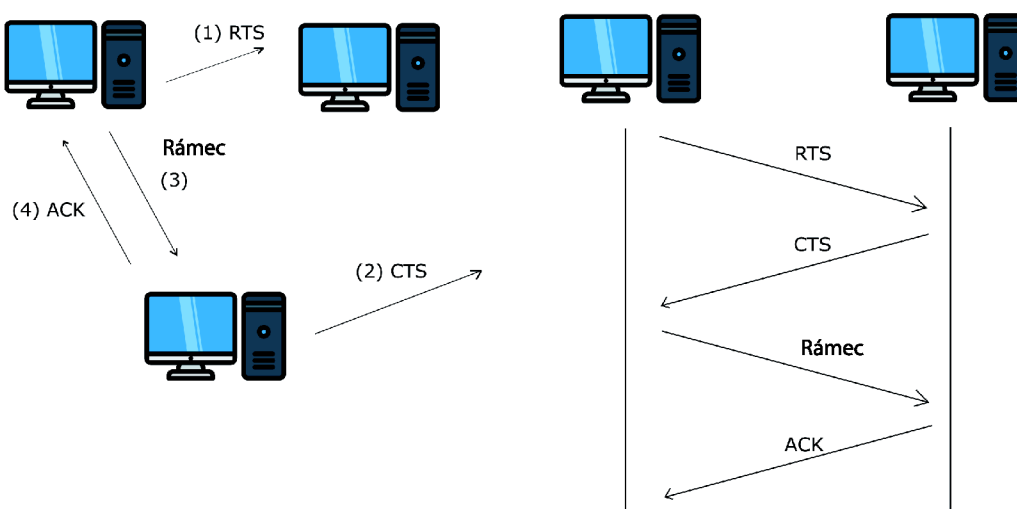 (1) RTS
Rámec
(3)
(4) ACK
(2) CTS
RTS
CTS
Rámec
ACK